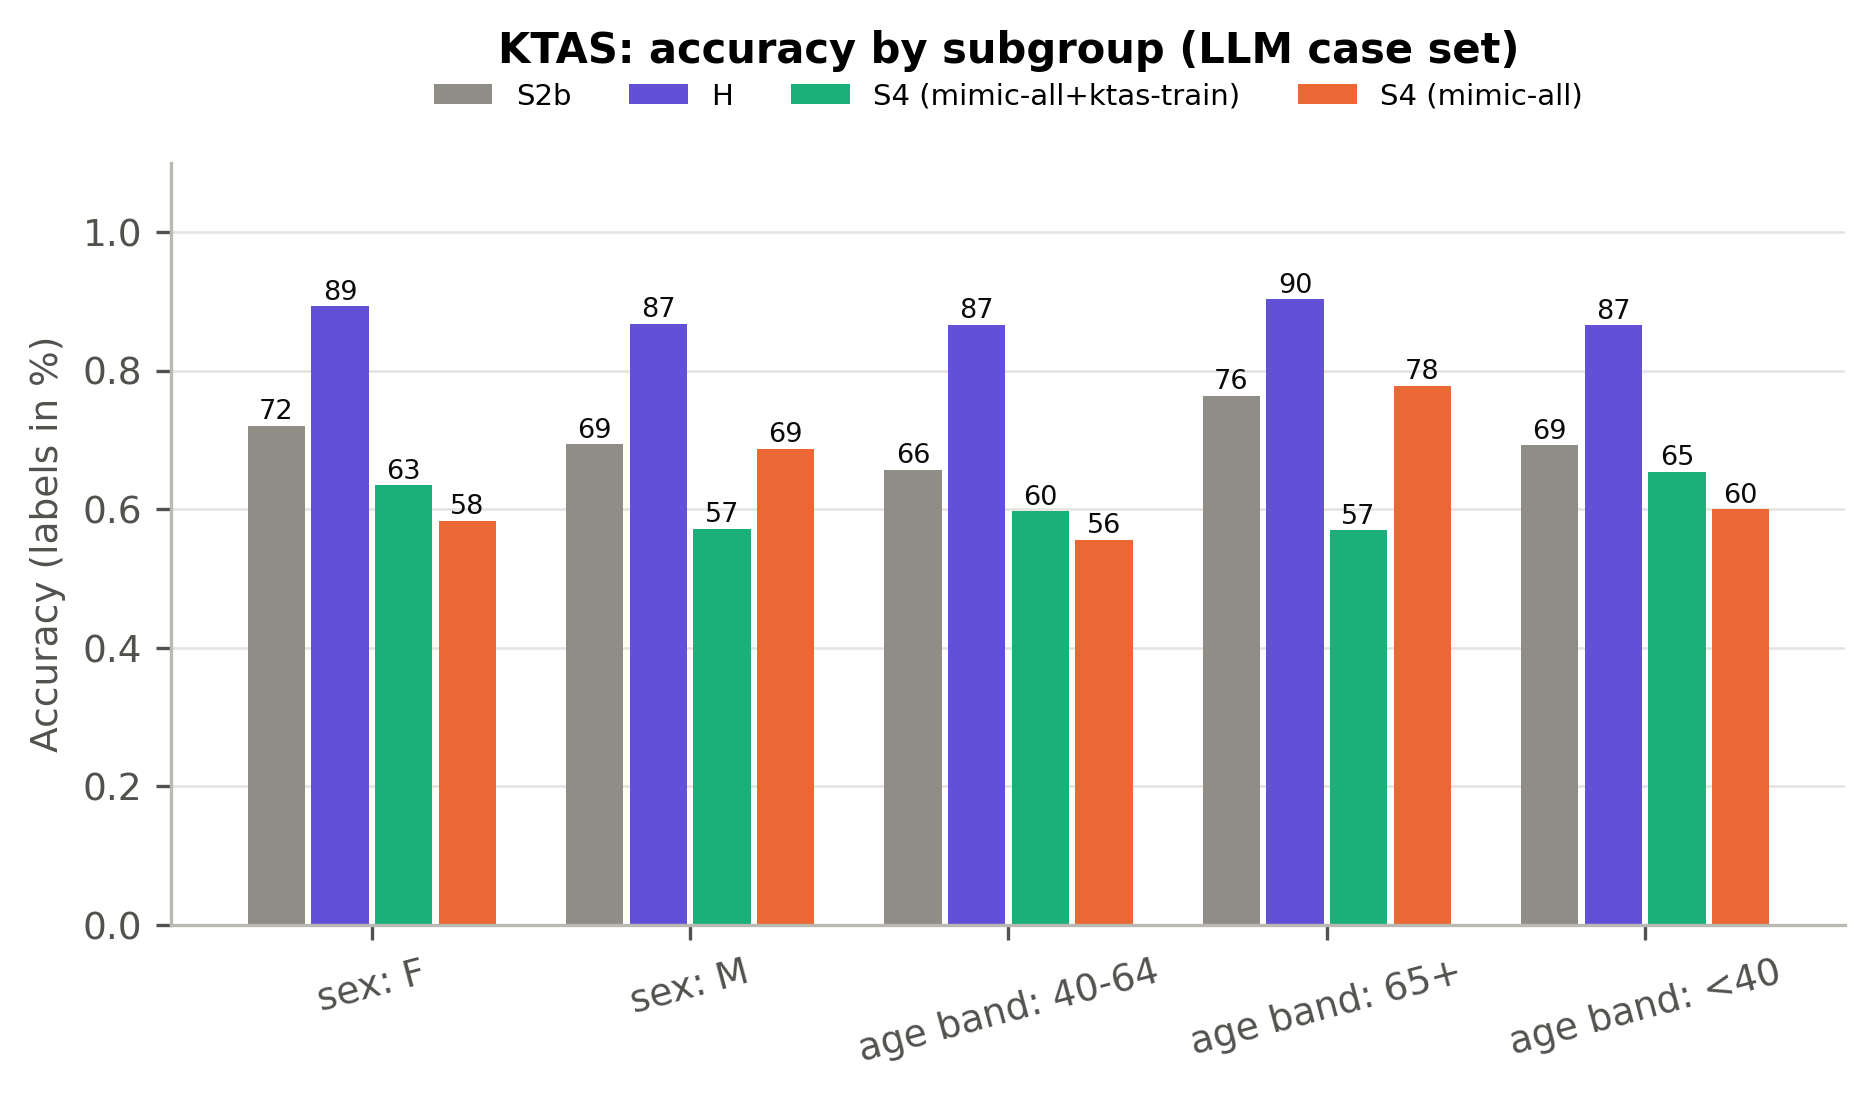 KTAS: accuracy by subgroup (LLM case set)
S2b H S4 (mimic-all+ktas-train) S4 (mimic-all)
Accuracy (labels in %)
1.0
0.8
0.6
0.4
0.2
0.0
72 89 63 58
69 87 57 69
66 87 60 56
76 90 57 78
69 87 65 60
sex: F
sex: M
age band: 40-64
age band: 65+
age band: <40